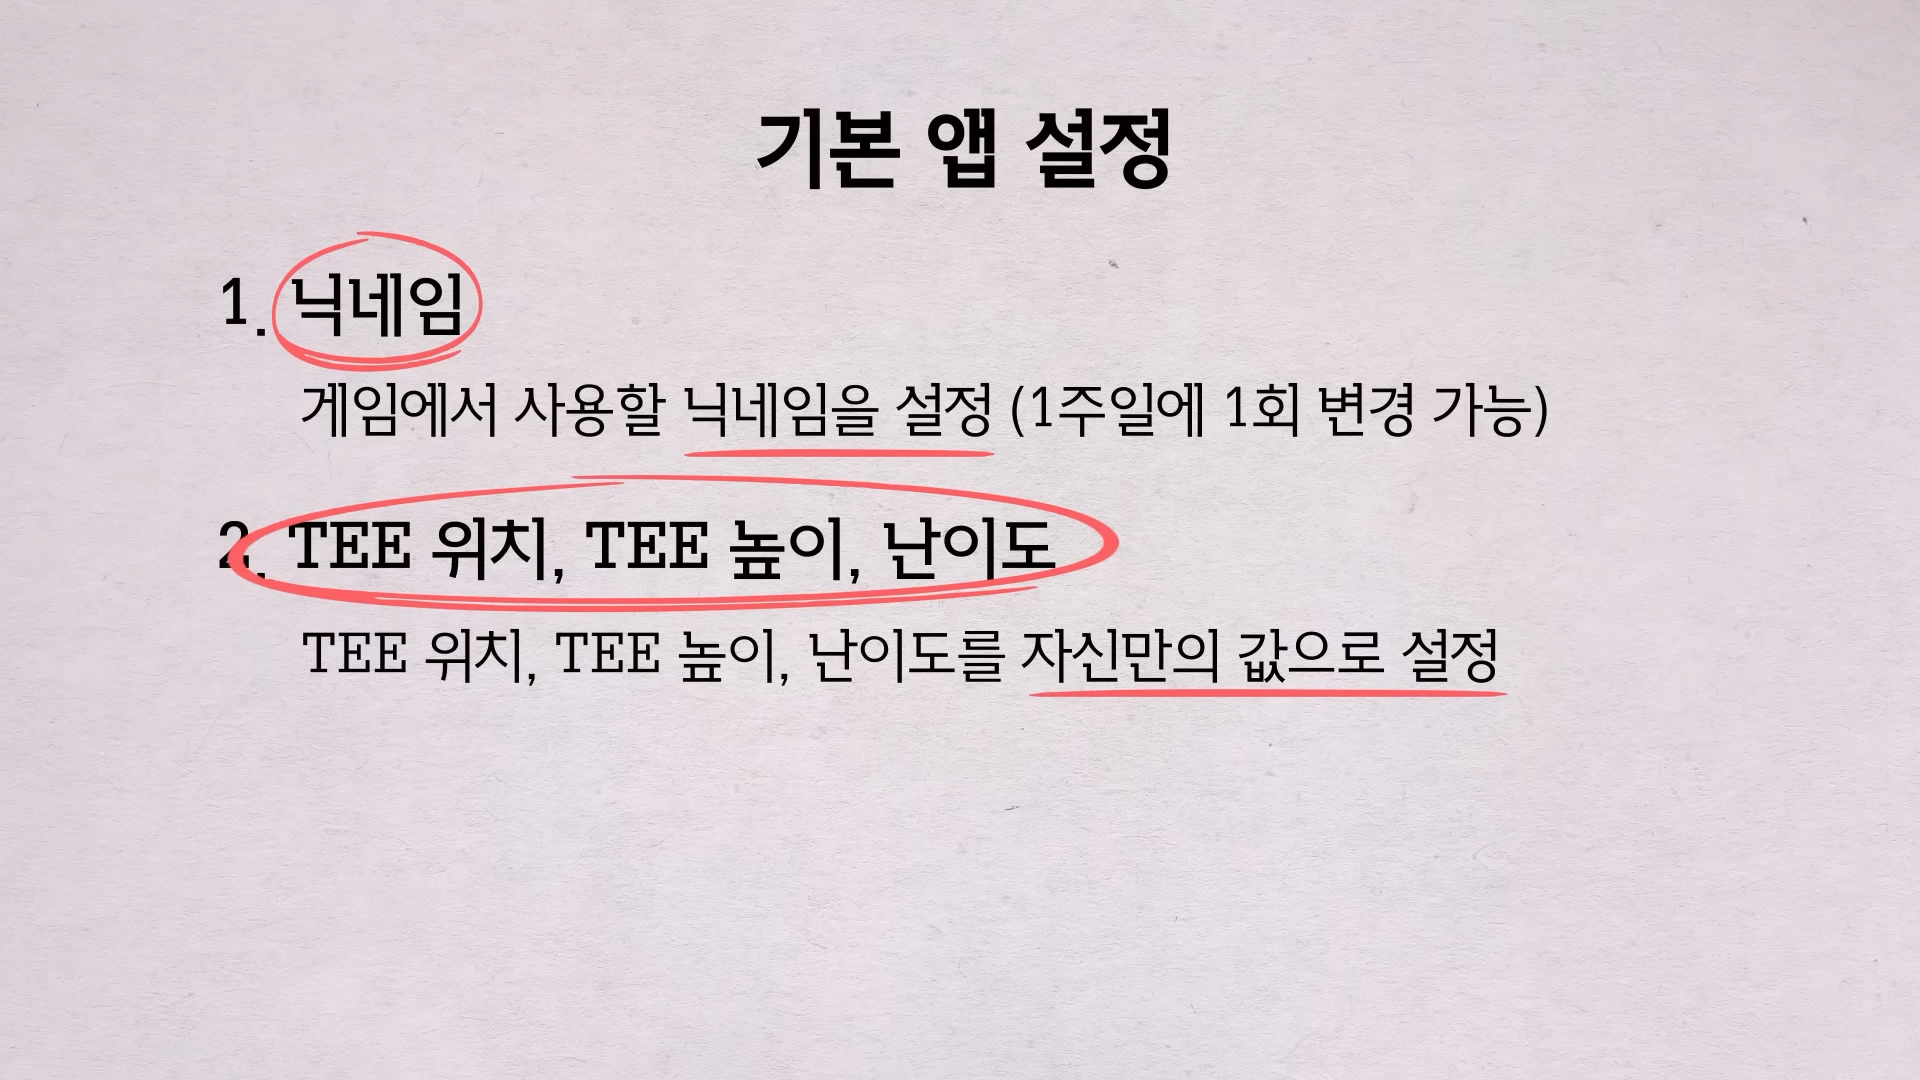 기본 앱 설정
1. 닉네임
게임에서 사용할 닉네임을 설정 (1주일에 1회 변경 가능)
2. TEE 위치, TEE 높이, 난이도
TEE 위치, TEE 높이, 난이도를 자신만의 값으로 설정